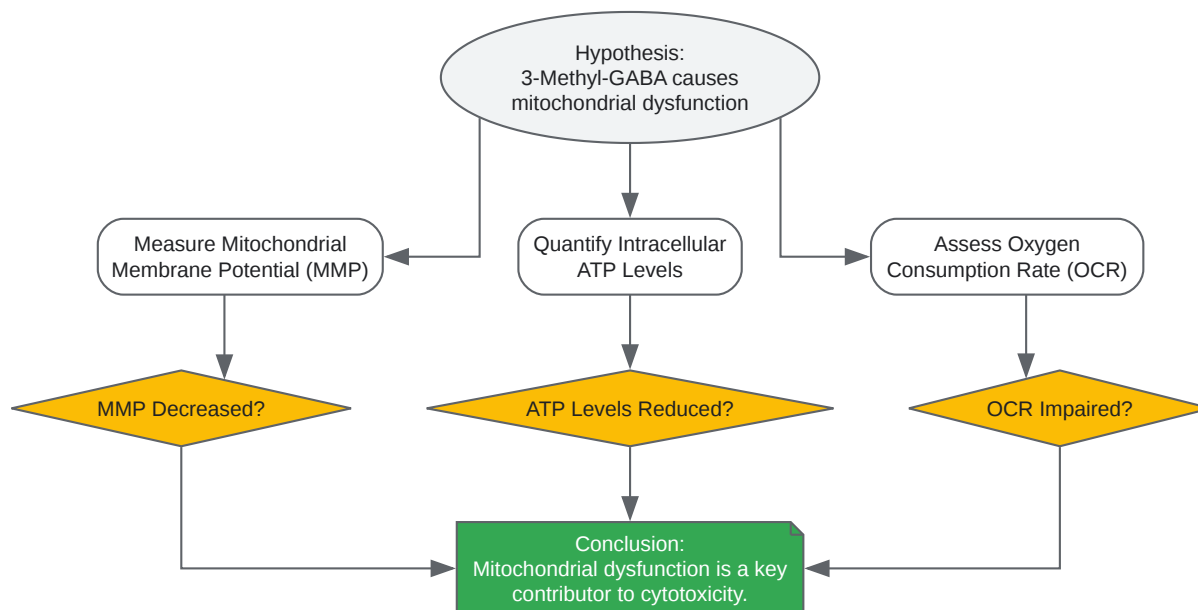 Hypothesis:
3-Methyl-GABA causes
mitochondrial dysfunction
Measure Mitochondrial
Membrane Potential (MMP)
Quantify Intracellular
ATP Levels
Assess Oxygen
Consumption Rate (OCR)
MMP Decreased?
ATP Levels Reduced?
OCR Impaired?
Conclusion:
Mitochondrial dysfunction is a key
contributor to cytotoxicity.